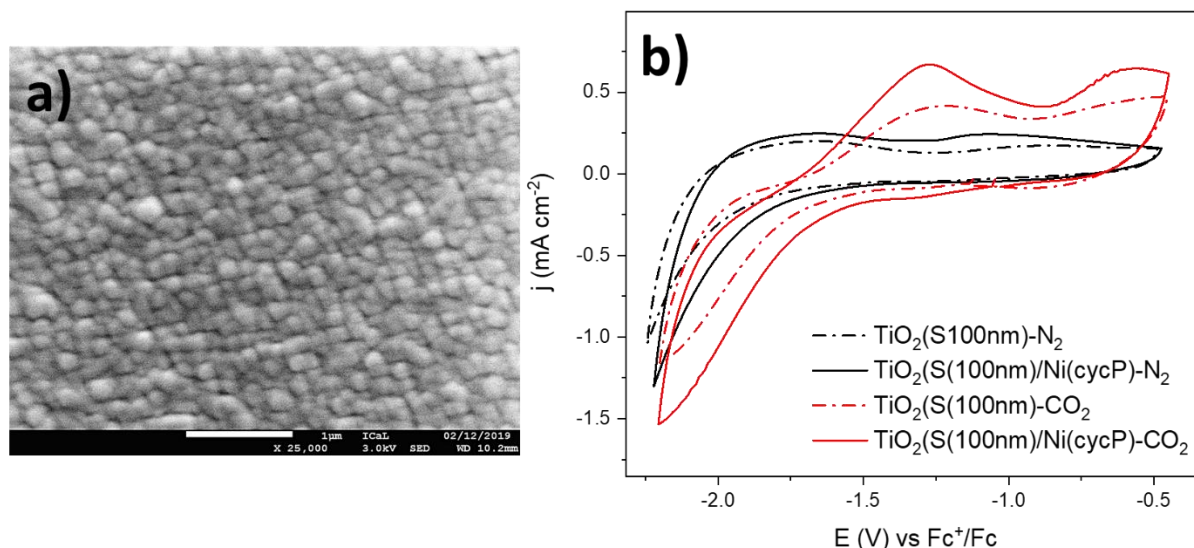 a)
1µm ICaL 02/12/2019
X 25,000 3.0kV SED WD 10.2mm
b)
j (mA cm⁻²)
0.5
0.0
-0.5
-1.0
-1.5
TiO₂(S100nm)-N₂
TiO₂(S(100nm)/Ni(cycP)-N₂
TiO₂(S(100nm)-CO₂
TiO₂(S(100nm)/Ni(cycP)-CO₂
-2.0 -1.5 -1.0 -0.5
E (V) vs Fc⁺/Fc